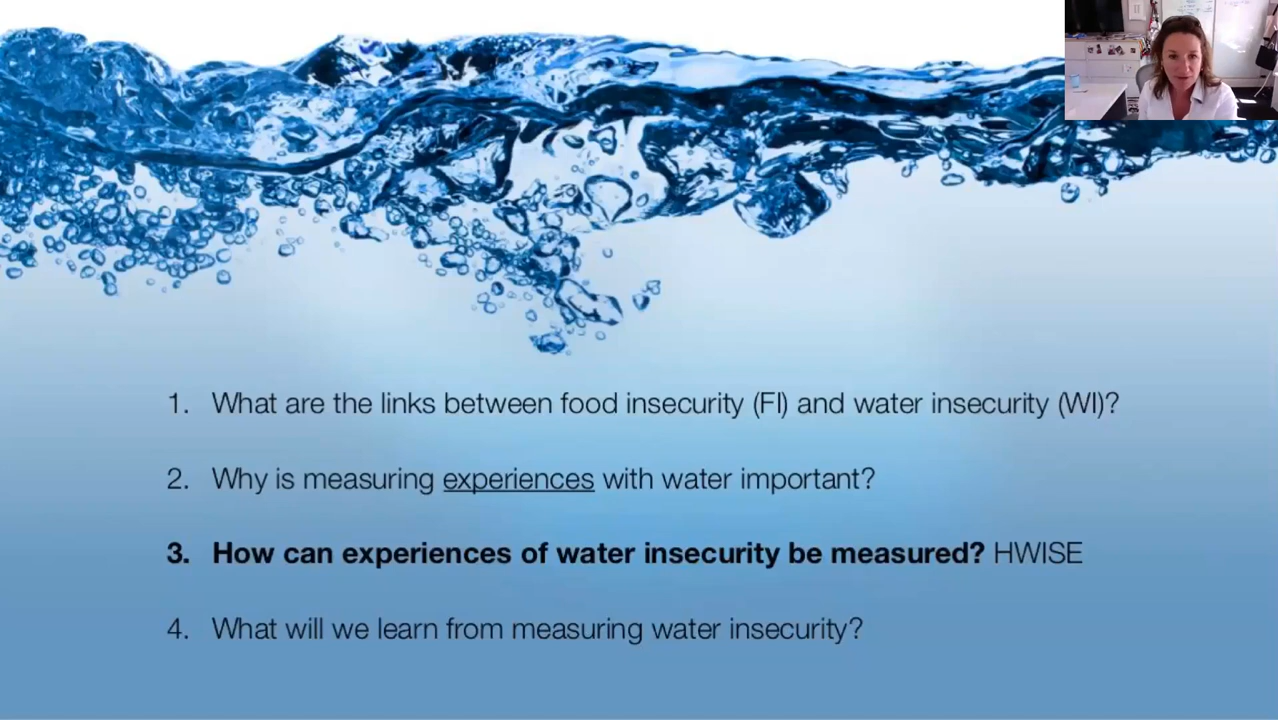 1. What are the links between food insecurity (FI) and water insecurity (WI)?
2. Why is measuring experiences with water important?
3. How can experiences of water insecurity be measured? HWISE
4. What will we learn from measuring water insecurity?